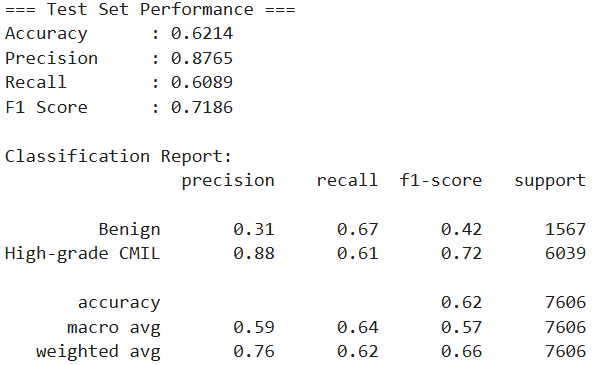 === Test Set Performance ===
Accuracy : 0.6214
Precision : 0.8765
Recall : 0.6089
F1 Score : 0.7186
Classification Report:
precision recall f1-score support
Benign 0.31 0.67 0.42 1567
High-grade CMIL 0.88 0.61 0.72 6039
accuracy 0.62 7606
macro avg 0.59 0.64 0.57 7606
weighted avg 0.76 0.62 0.66 7606